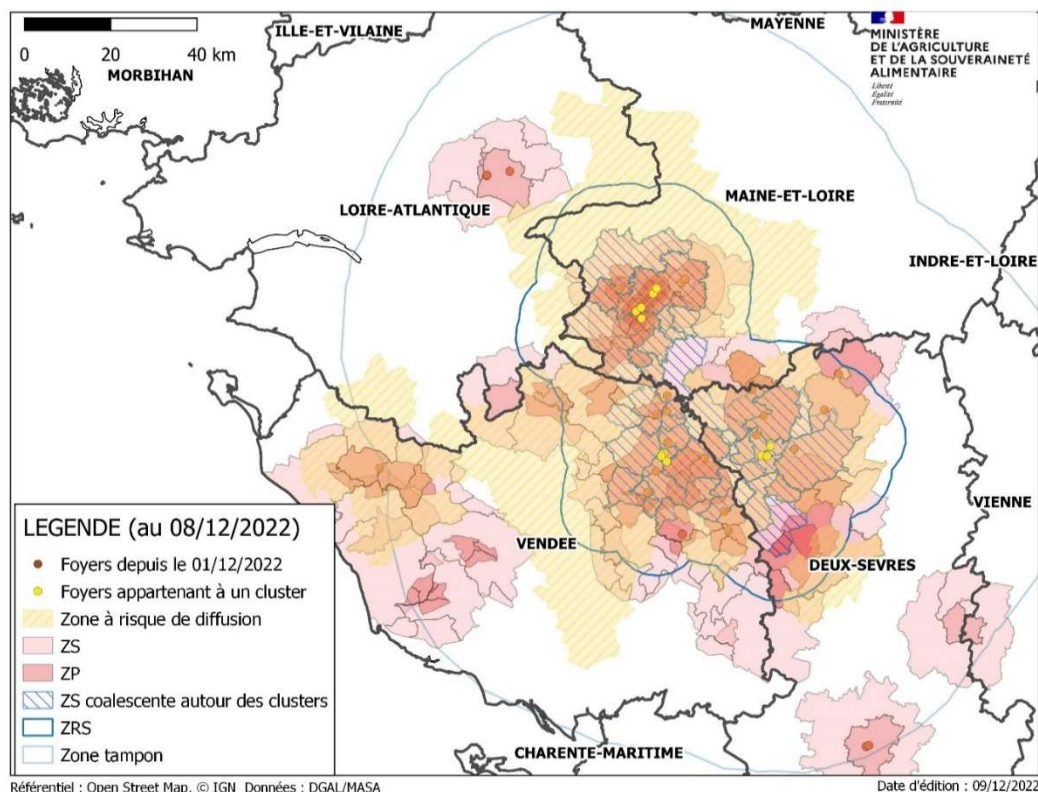 0 20 40 km
ILLE-ET-VILAINE
MAYENNE
MORBIHAN
MINISTÈRE
DE L'AGRICULTURE
ET DE LA SOUVERAINETÉ
ALIMENTAIRE
Liberté
Égalité
Fraternité
MAINE-ET-LOIRE
LOIRE-ATLANTIQUE
INDRE-ET-LOIRE
VIENNE
VENDEE
DEUX-SEVRES
CHARENTE-MARITIME
LEGENDE (au 08/12/2022)
Foyers depuis le 01/12/2022
Foyers appartenant à un cluster
Zone à risque de diffusion
ZS
ZP
ZS coalescente autour des clusters
ZRS
Zone tampon
Référentiel : Open Street Map, © IGN Données : DGAL/MASA
Date d'édition : 09/12/2022